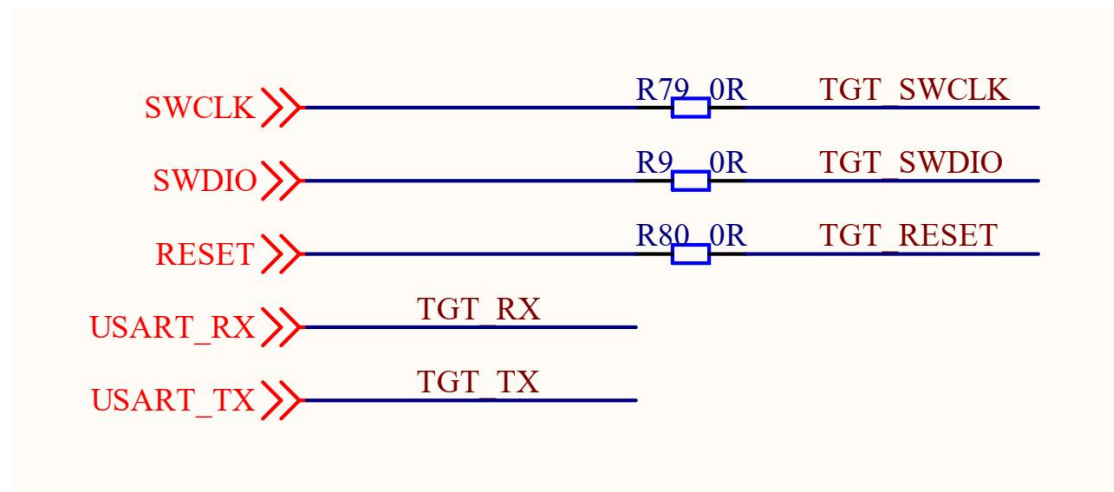 SWCLK R79 0R TGT_SWCLK
SWDIO R9 0R TGT_SWDIO
RESET R80 0R TGT_RESET
USART_RX TGT_RX
USART_TX TGT_TX